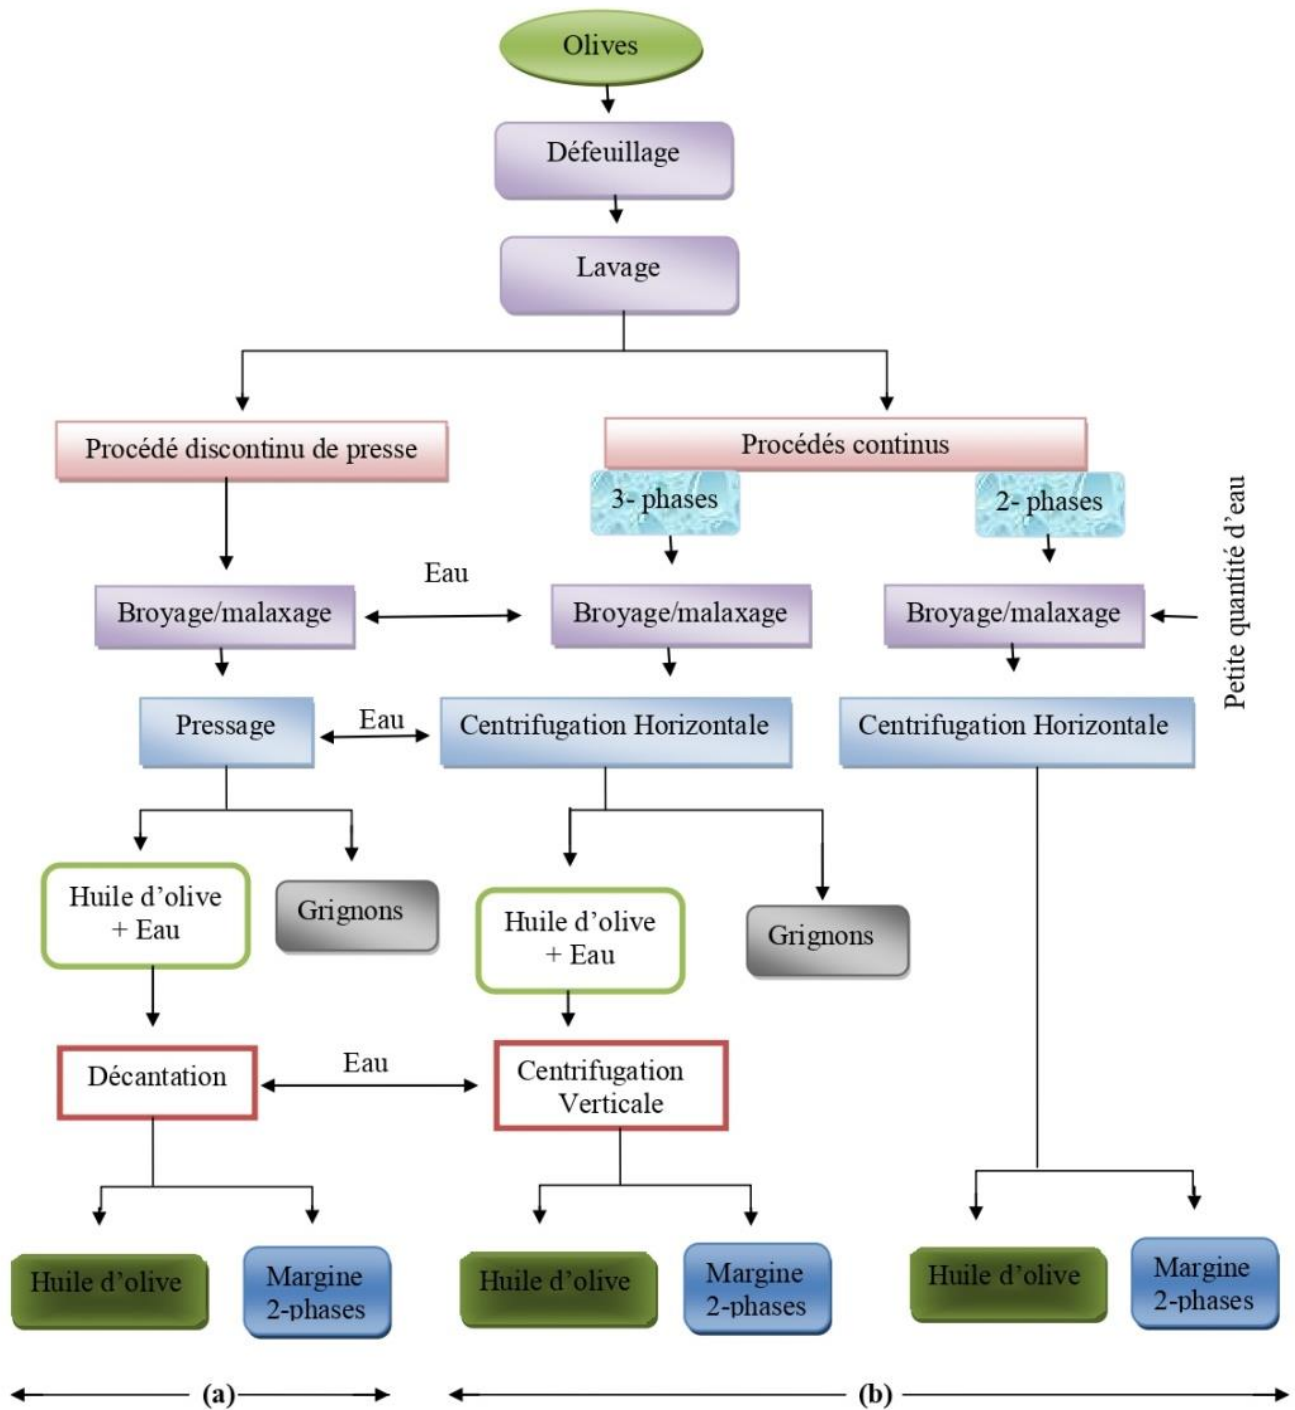 Olives
Défeuillage
Lavage
Procédé discontinu de presse
Procédés continus
3- phases
2- phases
Petite quantité d’eau
Eau
Broyage/malaxage
Broyage/malaxage
Broyage/malaxage
Pressage
Eau
Centrifugation Horizontale
Centrifugation Horizontale
Huile d’olive
+ Eau
Grignons
Huile d’olive
+ Eau
Grignons
Décantation
Eau
Centrifugation
Verticale
Huile d’olive
Margine
2-phases
Huile d’olive
Margine
2-phases
Huile d’olive
Margine
2-phases
(a)
(b)